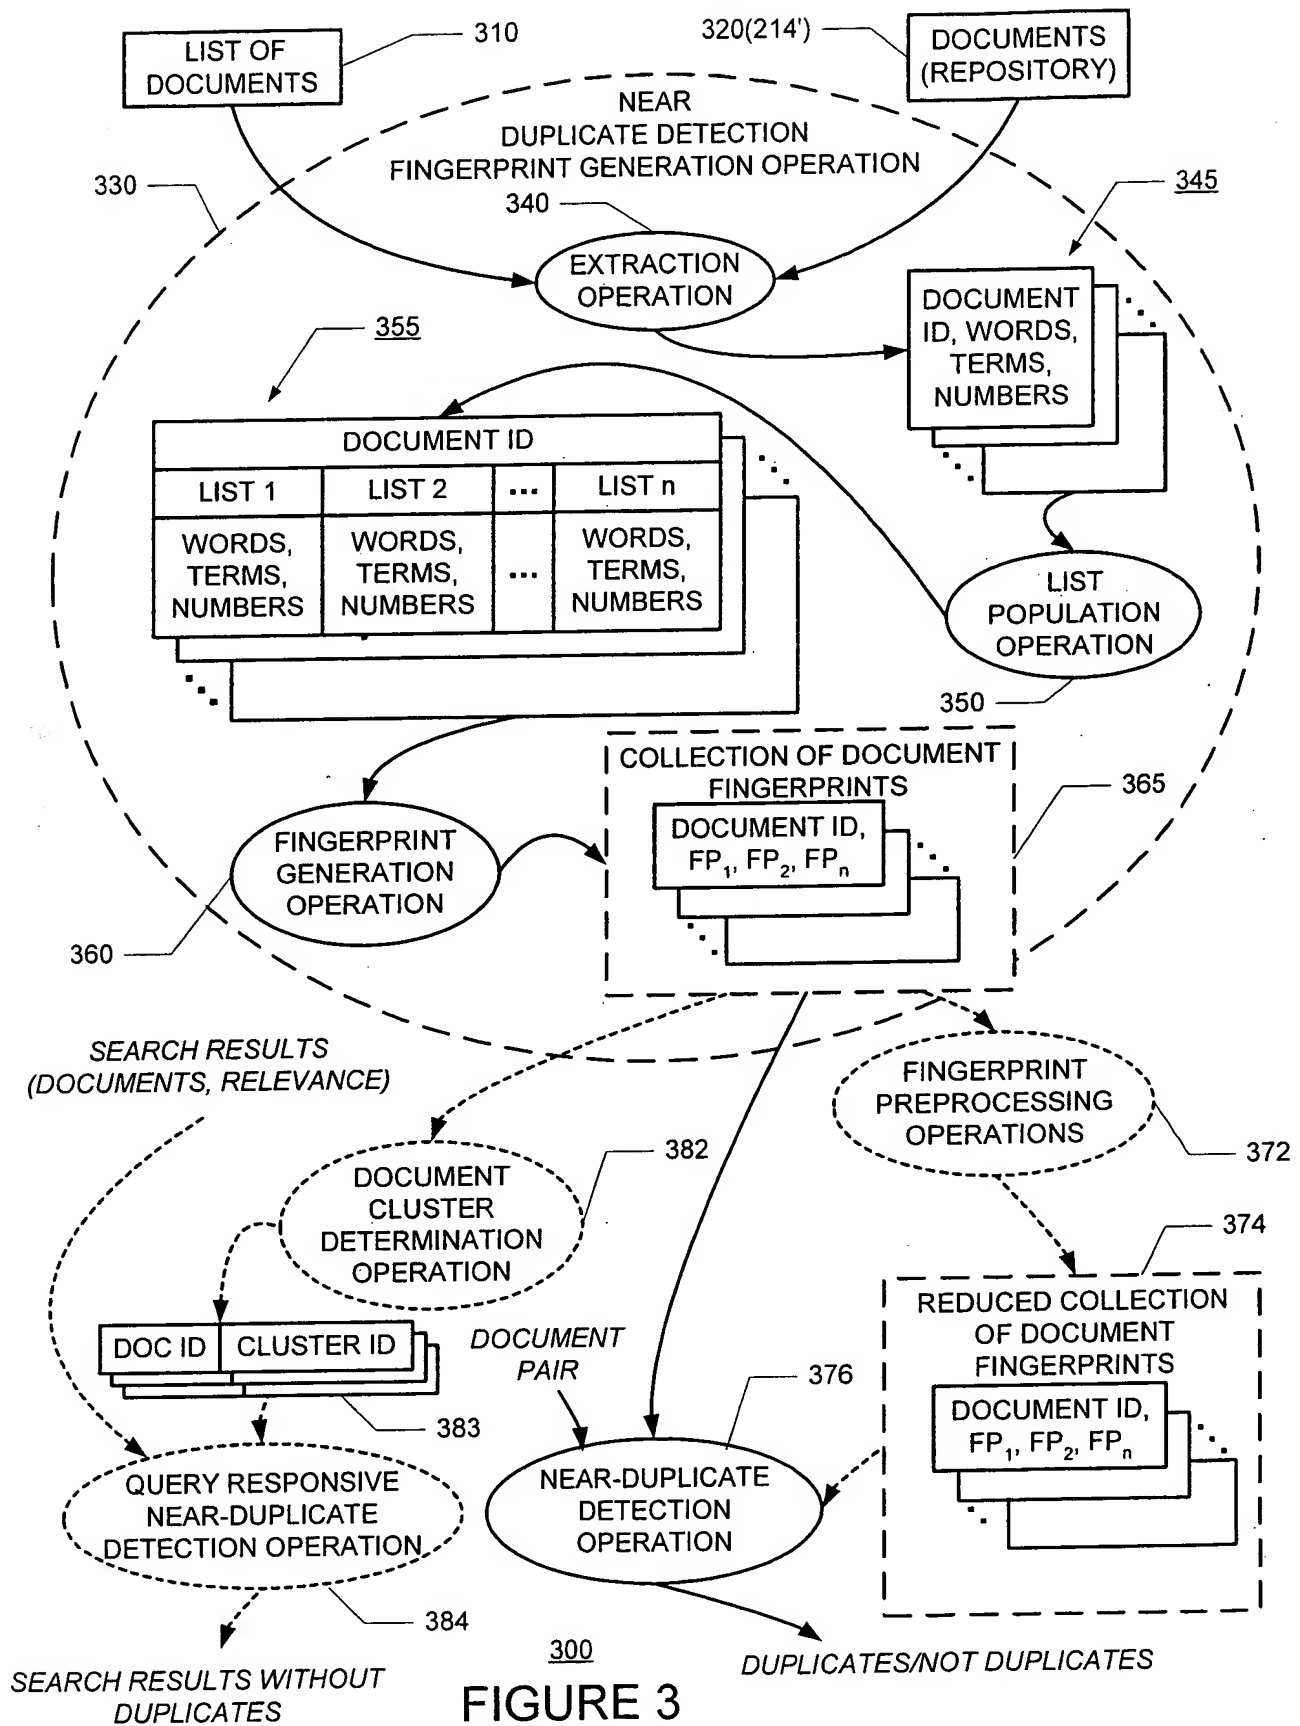 LIST OF
DOCUMENTS
310
320(214')
DOCUMENTS
(REPOSITORY)
NEAR
DUPLICATE DETECTION
FINGERPRINT GENERATION OPERATION
330
340
345
EXTRACTION
OPERATION
DOCUMENT
ID, WORDS,
TERMS,
NUMBERS
355
DOCUMENT ID
LIST 1
LIST 2
...
LIST n
WORDS,
TERMS,
NUMBERS
WORDS,
TERMS,
NUMBERS
...
WORDS,
TERMS,
NUMBERS
LIST
POPULATION
OPERATION
350
COLLECTION OF DOCUMENT
FINGERPRINTS
365
DOCUMENT ID,
FP1, FP2, FPn
FINGERPRINT
GENERATION
OPERATION
360
SEARCH RESULTS
(DOCUMENTS, RELEVANCE)
FINGERPRINT
PREPROCESSING
OPERATIONS
372
382
DOCUMENT
CLUSTER
DETERMINATION
OPERATION
374
REDUCED COLLECTION
OF DOCUMENT
FINGERPRINTS
DOCUMENT ID,
FP1, FP2, FPn
DOC ID
CLUSTER ID
383
DOCUMENT
PAIR
376
QUERY RESPONSIVE
NEAR-DUPLICATE
DETECTION OPERATION
384
NEAR-DUPLICATE
DETECTION
OPERATION
SEARCH RESULTS WITHOUT
DUPLICATES
300
DUPLICATES/NOT DUPLICATES
FIGURE 3